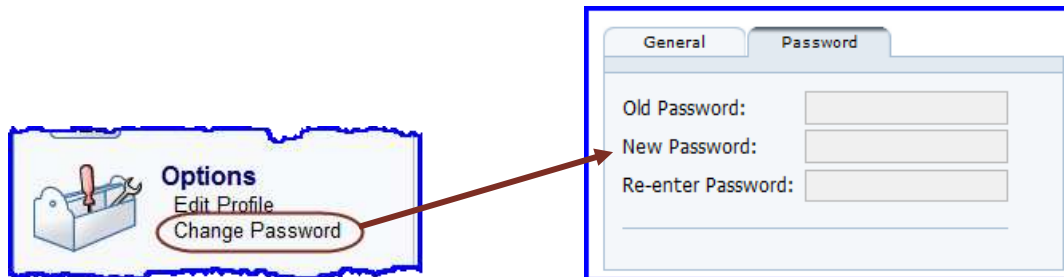 Options
Edit Profile
Change Password
General Password
Old Password:
New Password:
Re-enter Password: